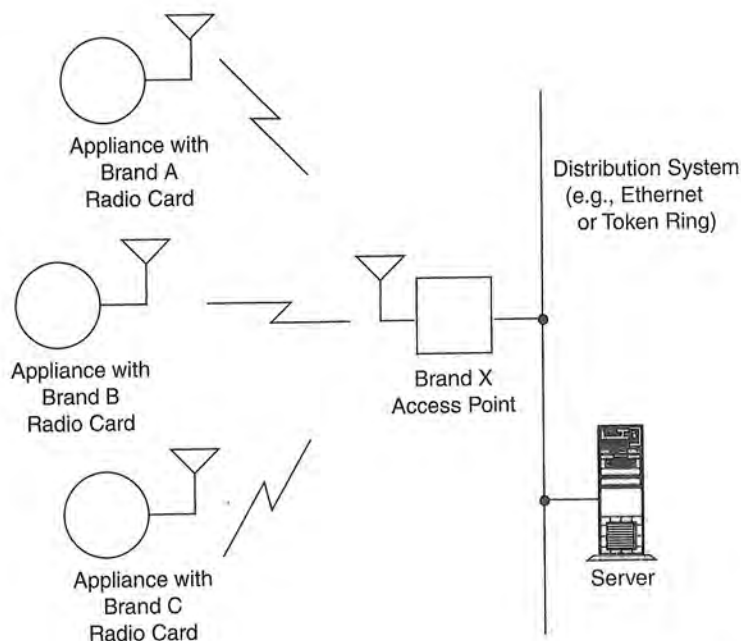 Appliance with
Brand A
Radio Card
Distribution System
(e.g., Ethernet
or Token Ring)
Appliance with
Brand B
Radio Card
Brand X
Access Point
Appliance with
Brand C
Radio Card
Server